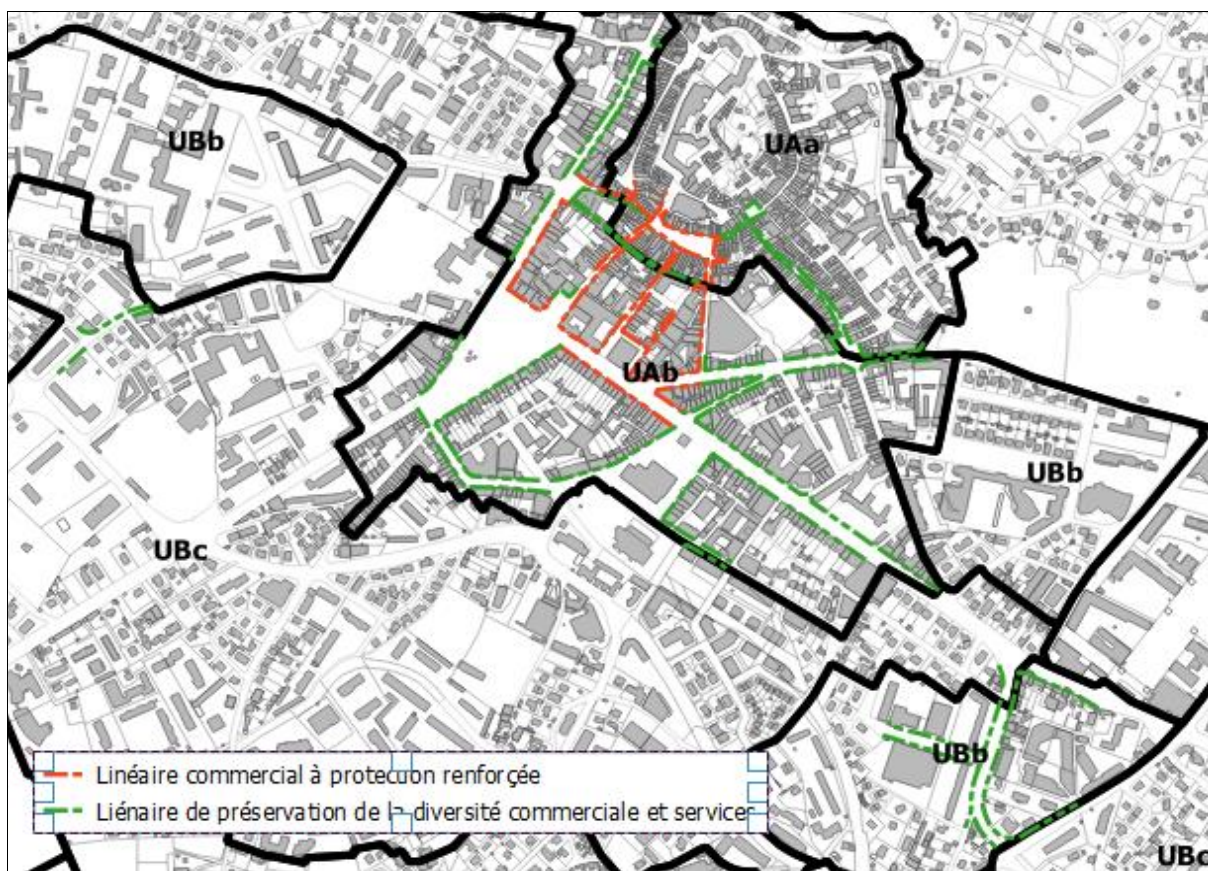 UBb
UAa
UAb
UBb
UBc
UBb
UBc
Linéaire commercial à protection renforcée
Liénaire de préservation de la diversité commerciale et services